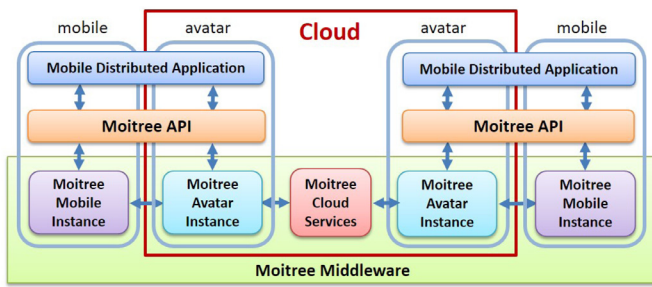 mobile
avatar
Cloud
avatar
mobile
Mobile Distributed Application
Mobile Distributed Application
Moitree API
Moitree API
Moitree
Mobile
Instance
Moitree
Avatar
Instance
Moitree
Cloud
Services
Moitree
Avatar
Instance
Moitree
Mobile
Instance
Moitree Middleware